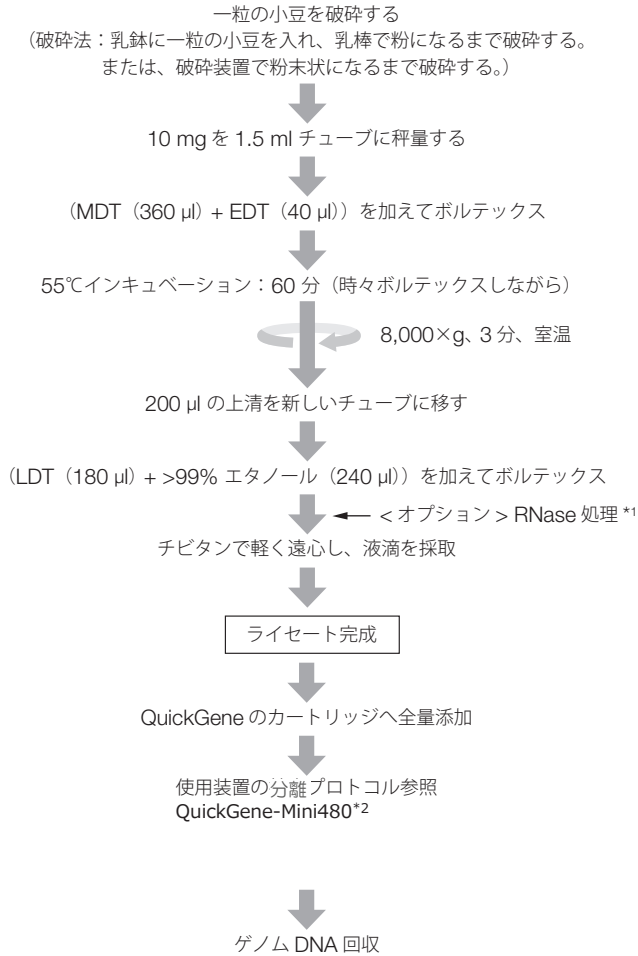 一粒の小豆を破砕する
(破砕法：乳鉢に一粒の小豆を入れ、乳棒で粉になるまで破砕する。
または、破砕装置で粉末状になるまで破砕する。)
10 mg を 1.5 ml チューブに秤量する
(MDT（360 µl）+ EDT（40 µl）) を加えてボルテックス
55℃インキュベーション：60 分（時々ボルテックスしながら）
8,000×g、3 分、室温
200 µl の上清を新しいチューブに移す
(LDT（180 µl）+ >99% エタノール（240 µl）) を加えてボルテックス
< オプション > RNase 処理 *1
チビタンで軽く遠心し、液滴を採取
ライセート完成
QuickGene のカートリッジへ全量添加
使用装置の分離プロトコル参照
QuickGene-Mini480*2
ゲノム DNA 回収